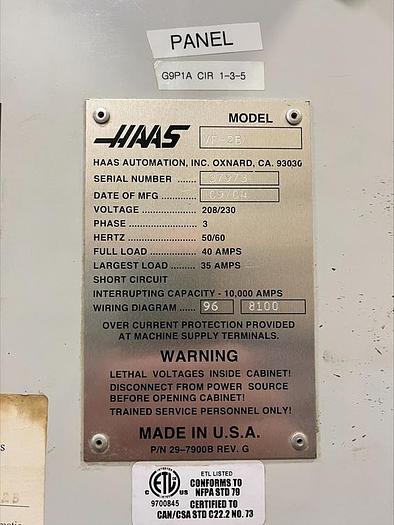 PANEL
G9P1A CIR 1-3-5
MODEL
HAAS
HAAS AUTOMATION, INC. OXNARD, CA. 93030
SERIAL NUMBER .......
DATE OF MFG ............ 09/04
VOLTAGE ................... 208/230
PHASE ....................... 3
HERTZ ....................... 50/60
FULL LOAD ................ 40 AMPS
LARGEST LOAD ......... 35 AMPS
SHORT CIRCUIT
INTERRUPTING CAPACITY - 10,000 AMPS
WIRING DIAGRAM ...... 96 8100
OVER CURRENT PROTECTION PROVIDED
AT MACHINE SUPPLY TERMINALS.
WARNING
LETHAL VOLTAGES INSIDE CABINET!
DISCONNECT FROM POWER SOURCE
BEFORE OPENING CABINET!
TRAINED SERVICE PERSONNEL ONLY!
MADE IN U.S.A.
P/N 29-7900B REV. G
ETL LISTED
CONFORMS TO
NFPA STD 79
C ETL US
9700845 CERTIFIED TO
CAN/CSA STD C22.2 NO. 73